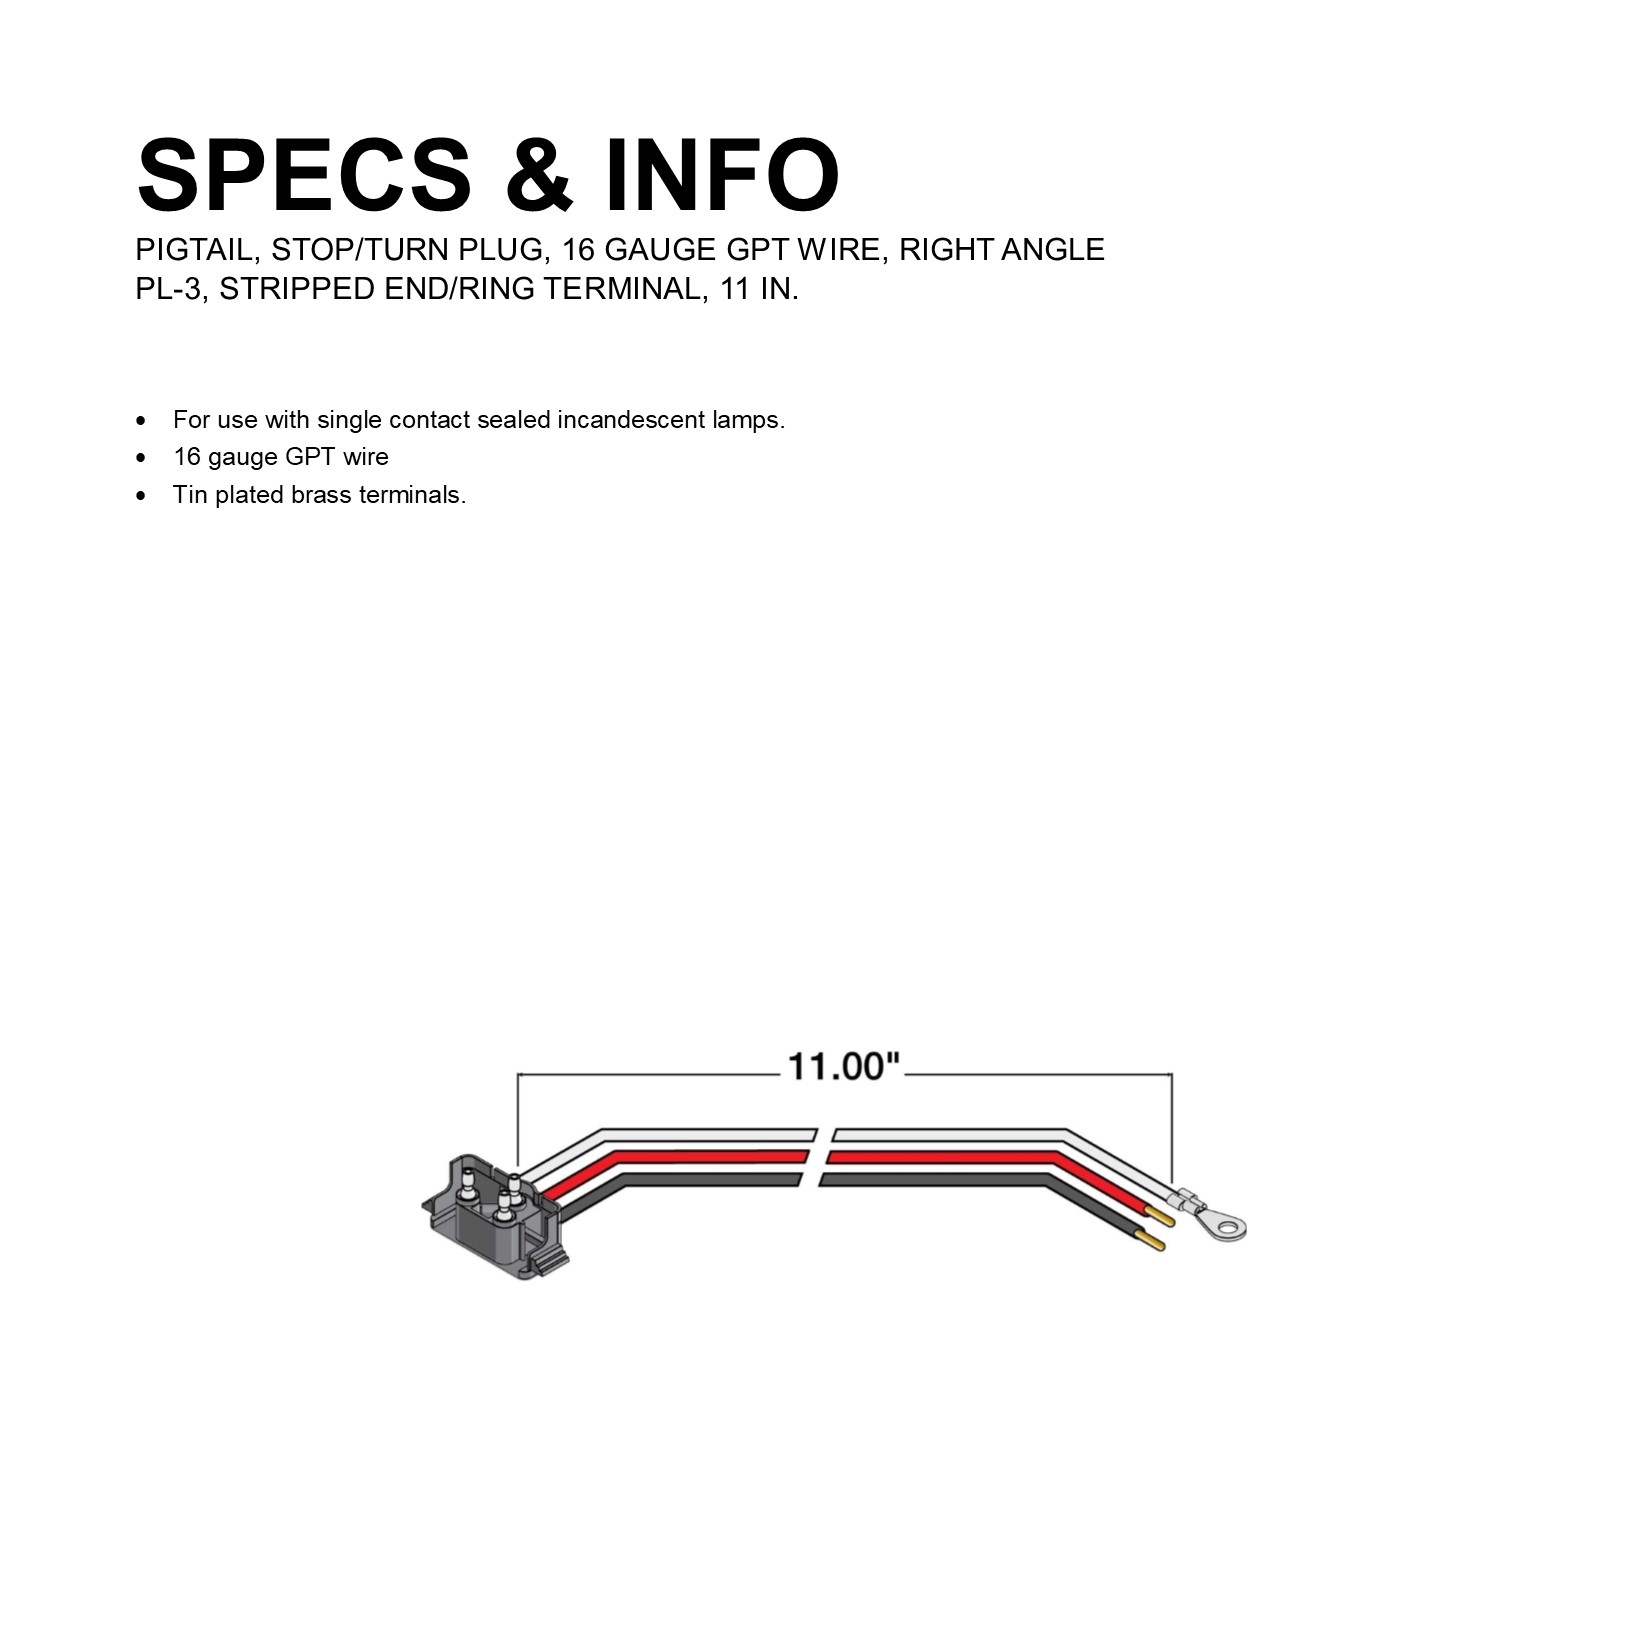 SPECS & INFO
PIGTAIL, STOP/TURN PLUG, 16 GAUGE GPT WIRE, RIGHT ANGLE
PL-3, STRIPPED END/RING TERMINAL, 11 IN.
• For use with single contact sealed incandescent lamps.
• 16 gauge GPT wire
• Tin plated brass terminals.
11.00"